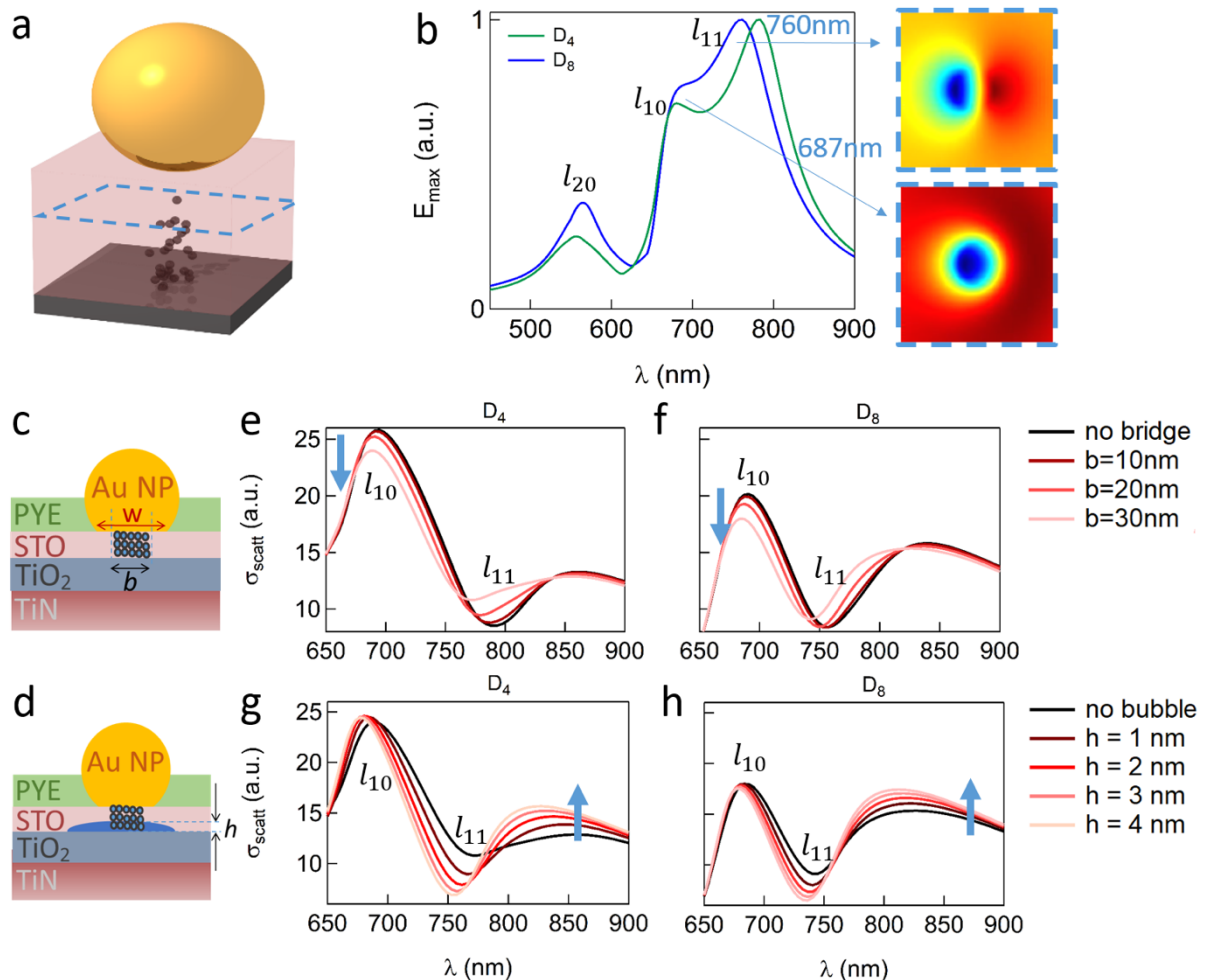 a
b
1
E_max (a.u.)
0
D₄
D₈
l₂₀
l₁₀
l₁₁
760nm
687nm
500 600 700 800 900
λ (nm)
c
Au NP
PYE
w
STO
b
TiO₂
TiN
e
D₄
25
20
15
10
σ_scatt (a.u.)
l₁₀
l₁₁
650 700 750 800 850 900
f
D₈
l₁₀
l₁₁
650 700 750 800 850 900
no bridge
b=10nm
b=20nm
b=30nm
d
Au NP
PYE
STO
h
TiO₂
TiN
g
D₄
25
20
15
10
σ_scatt (a.u.)
l₁₀
l₁₁
650 700 750 800 850 900
λ (nm)
h
D₈
l₁₀
l₁₁
650 700 750 800 850 900
λ (nm)
no bubble
h = 1 nm
h = 2 nm
h = 3 nm
h = 4 nm